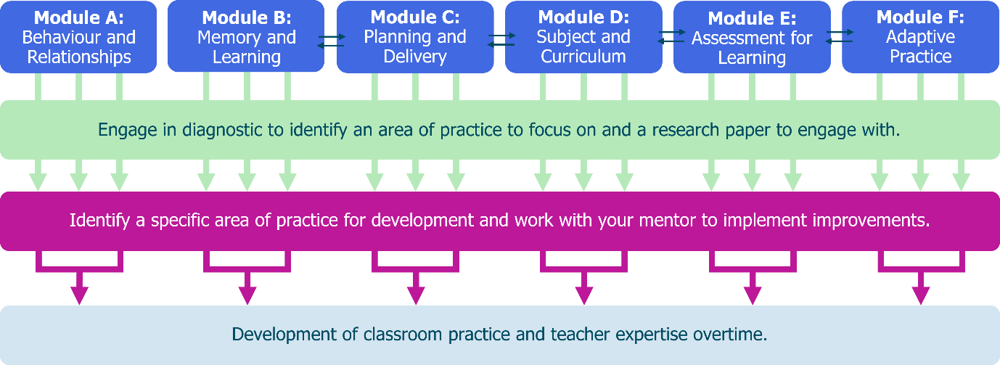 Module A:
Behaviour and
Relationships
Module B:
Memory and
Learning
Module C:
Planning and
Delivery
Module D:
Subject and
Curriculum
Module E:
Assessment for
Learning
Module F:
Adaptive
Practice
Engage in diagnostic to identify an area of practice to focus on and a research paper to engage with.
Identify a specific area of practice for development and work with your mentor to implement improvements.
Development of classroom practice and teacher expertise overtime.